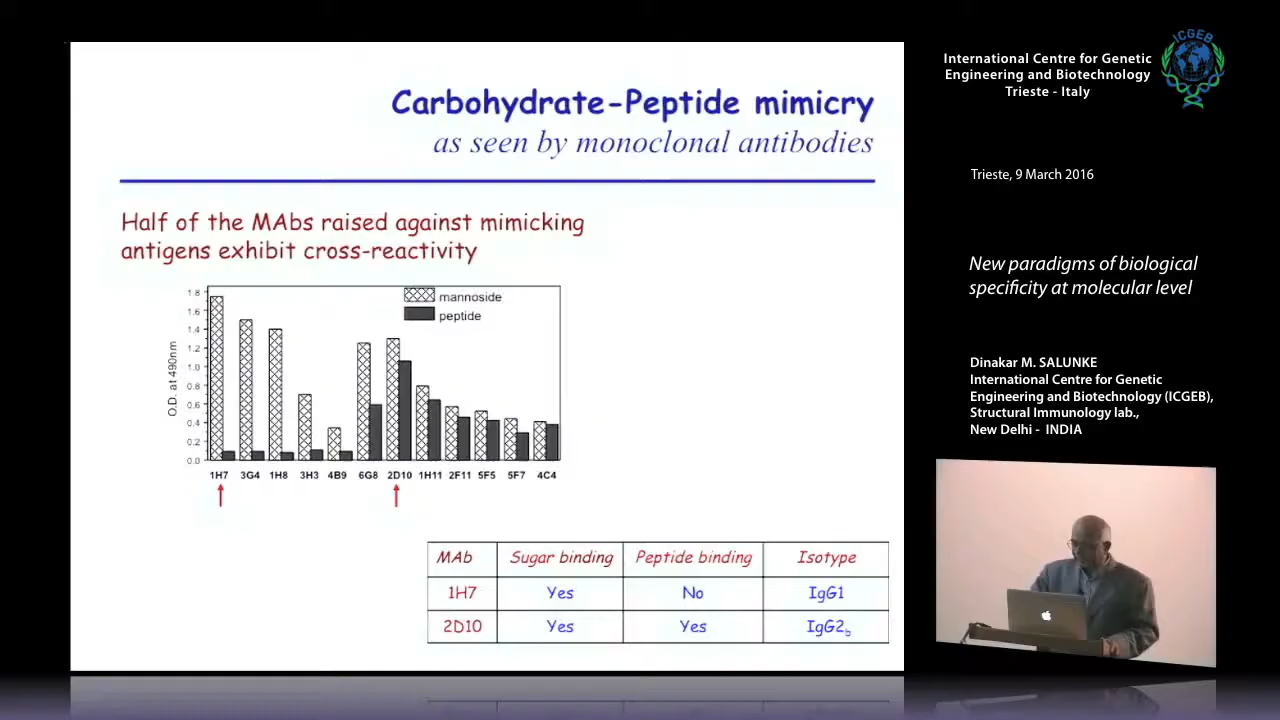 Carbohydrate-Peptide mimicry
as seen by monoclonal antibodies
Half of the MAbs raised against mimicking
antigens exhibit cross-reactivity
mannoside
peptide
O.D. at 490nm
1.8
1.6
1.4
1.2
1.0
0.8
0.6
0.4
0.2
0.0
1H7 3G4 1H8 3H3 4B9 6G8 2D10 1H11 2F11 5F5 5F7 4C4
MAb Sugar binding Peptide binding Isotype
1H7 Yes No IgG1
2D10 Yes Yes IgG2b
International Centre for Genetic
Engineering and Biotechnology
Trieste - Italy
ICGEB
Trieste, 9 March 2016
New paradigms of biological
specificity at molecular level
Dinakar M. SALUNKE
International Centre for Genetic
Engineering and Biotechnology (ICGEB),
Structural Immunology lab.,
New Delhi - INDIA